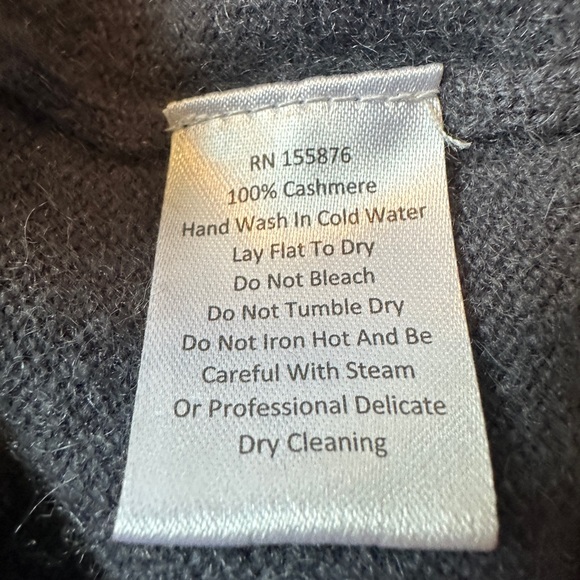 RN 155876
100% Cashmere
Hand Wash In Cold Water
Lay Flat To Dry
Do Not Bleach
Do Not Tumble Dry
Do Not Iron Hot And Be
Careful With Steam
Or Professional Delicate
Dry Cleaning